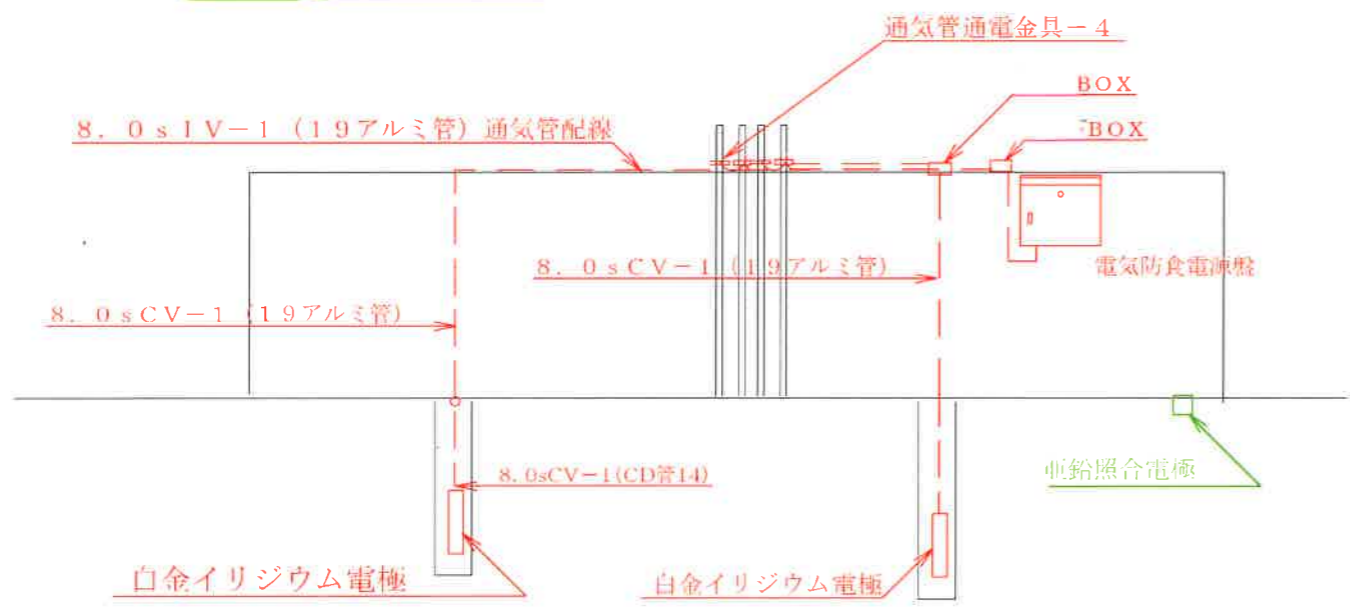 通気管通電金具－４
ＢＯＸ
８．０ｓＩＶ－１（１９アルミ管）通気管配線
ＢＯＸ
８．０ｓＣＶ－１（１９アルミ管）
電気防食電源盤
８．０ｓＣＶ－１（１９アルミ管）
8.0sCV－1(CD管14)
亜鉛照合電極
白金イリジウム電極
白金イリジウム電極